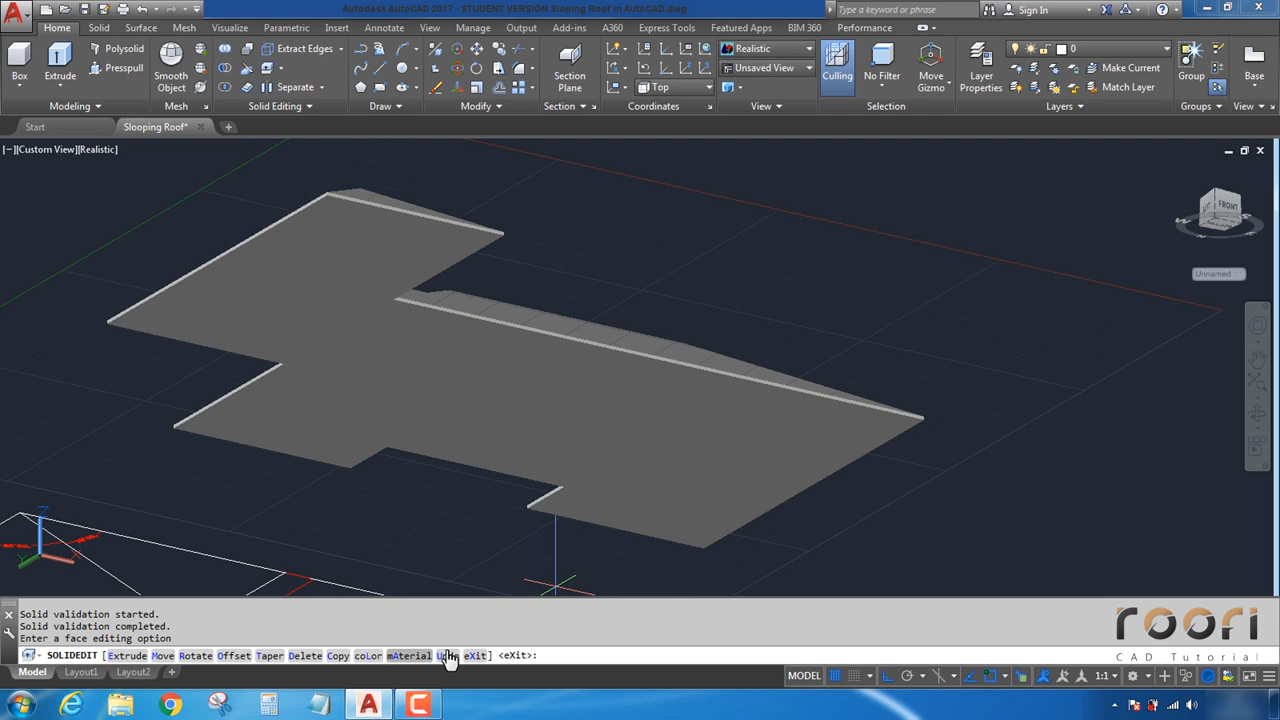 Autodesk AutoCAD 2017 - STUDENT VERSION Sloping Roof in AutoCAD.dwg
Type a keyword or phrase
Sign In
Home Solid Surface Mesh Visualize Parametric Insert Annotate View Manage Output Add-ins A360 Express Tools Featured Apps BIM 360 Performance
Box
Extrude
Polysolid
Presspull
Smooth
Object
Extrude
Extract Edges
Separate
Section
Plane
Top
Realistic
Unsaved View
Culling
No Filter
Move
Gizmo
Layer
Properties
0
Make Current
Match Layer
Group
Base
Modeling Mesh Solid Editing Draw Modify Section Coordinates View Selection Layers Groups View
Start Slooping Roof*
[−][Custom View][Realistic]
FRONT
Unnamed
Z
Y
X
Solid validation started.
Solid validation completed.
Enter a face editing option
SOLIDEDIT [Extrude Move Rotate Offset Taper Delete Copy coLor mAterial eXit] <eXit>:
roofi
CAD Tutorial
Model Layout1 Layout2
MODEL
1:1